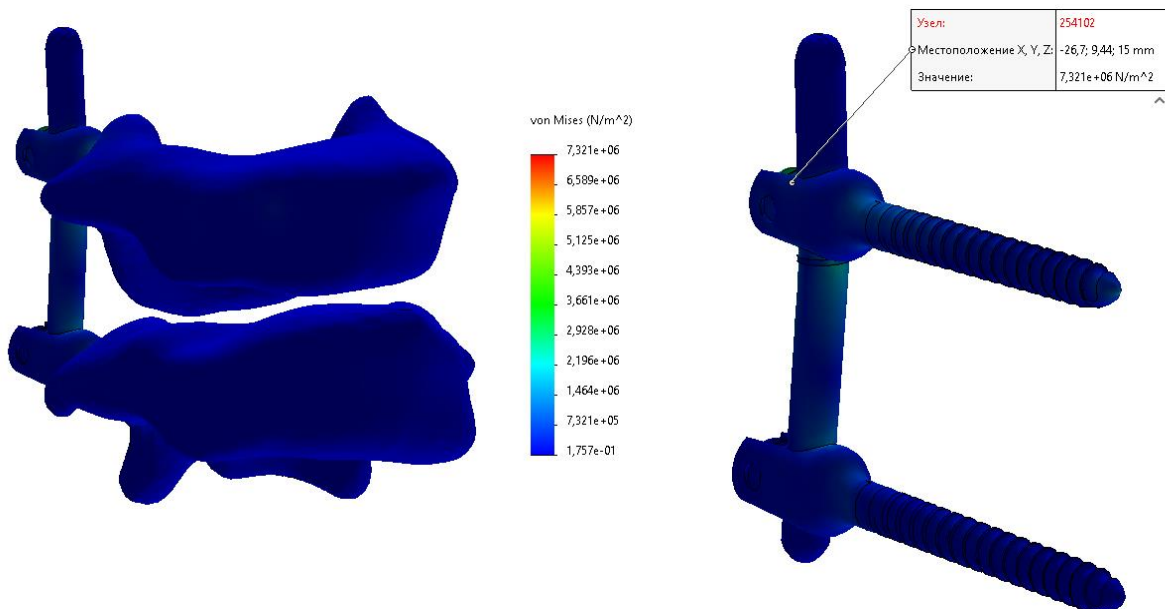 Узел: 254102
Местоположение X, Y, Z: -26,7; 9,44; 15 mm
Значение: 7,321e+06 N/m^2
von Mises (N/m^2)
7,321e+06
6,589e+06
5,857e+06
5,125e+06
4,393e+06
3,661e+06
2,928e+06
2,196e+06
1,464e+06
7,321e+05
1,757e-01